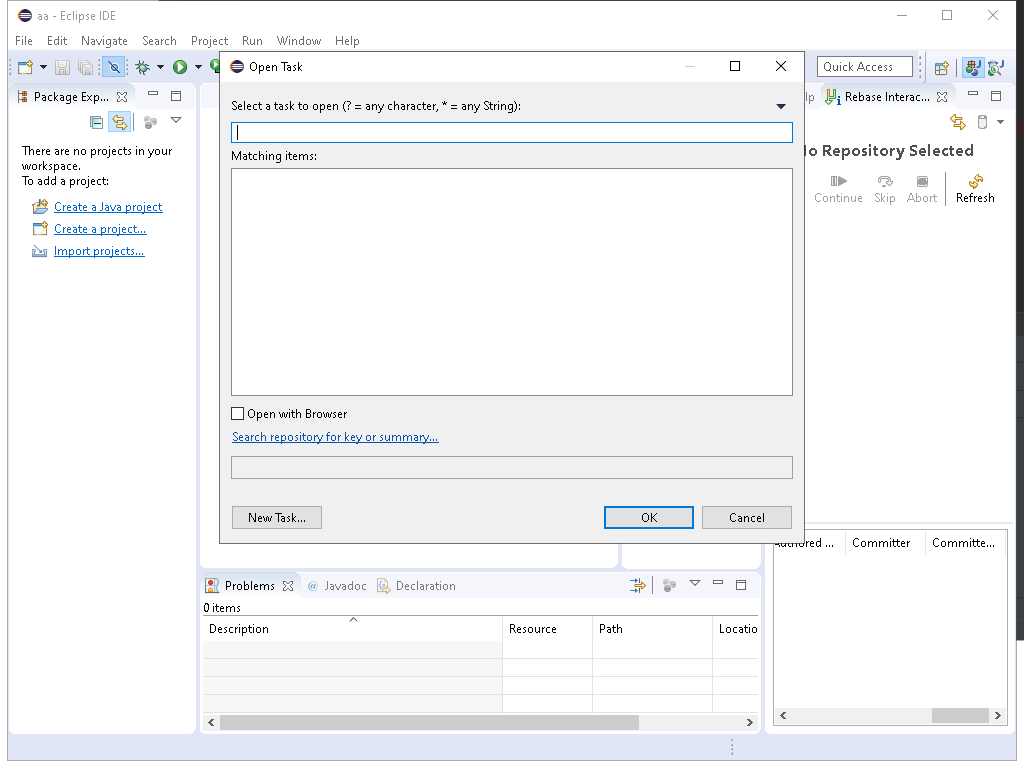 aa - Eclipse IDE
File Edit Navigate Search Project Run Window Help
Quick Access
Package Exp...
There are no projects in your
workspace.
To add a project:
Create a Java project
Create a project...
Import projects...
Open Task
Select a task to open (? = any character, * = any String):
Matching items:
Open with Browser
Search repository for key or summary...
New Task...
OK
Cancel
Rebase Interac...
Repository Selected
Continue Skip Abort Refresh
Committer Committe...
Problems Javadoc Declaration
0 items
Description Resource Path Locatio